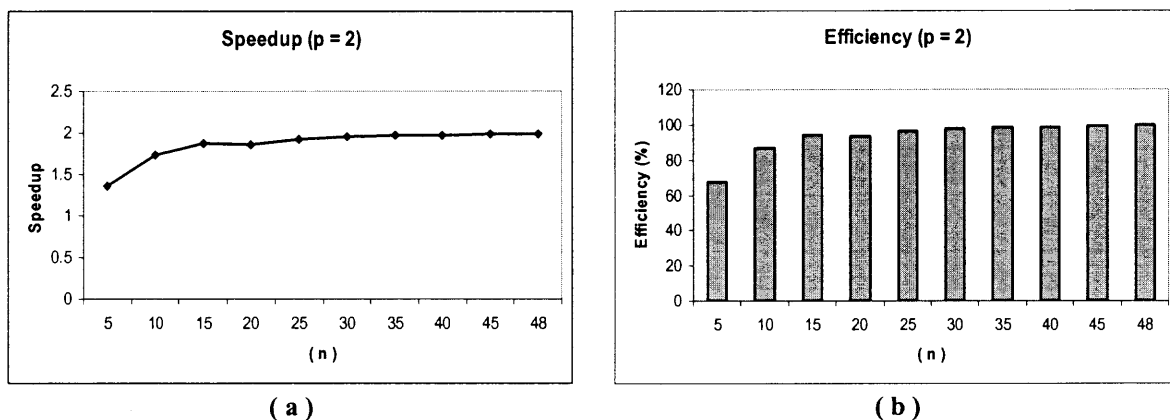 Speedup (p = 2)
2.5
2
1.5
1
0.5
0
Speedup
5 10 15 20 25 30 35 40 45 48
( n )
( a )
Efficiency (p = 2)
120
100
80
60
40
20
0
Efficiency (%)
5 10 15 20 25 30 35 40 45 48
( n )
( b )